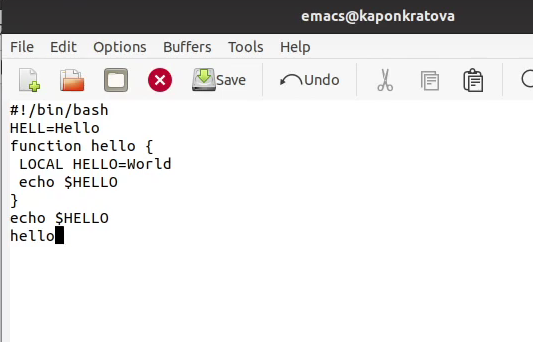 emacs@kaponkratova
File Edit Options Buffers Tools Help
Save Undo
#!/bin/bash
HELL=Hello
function hello {
 LOCAL HELLO=World
 echo $HELLO
}
echo $HELLO
hello